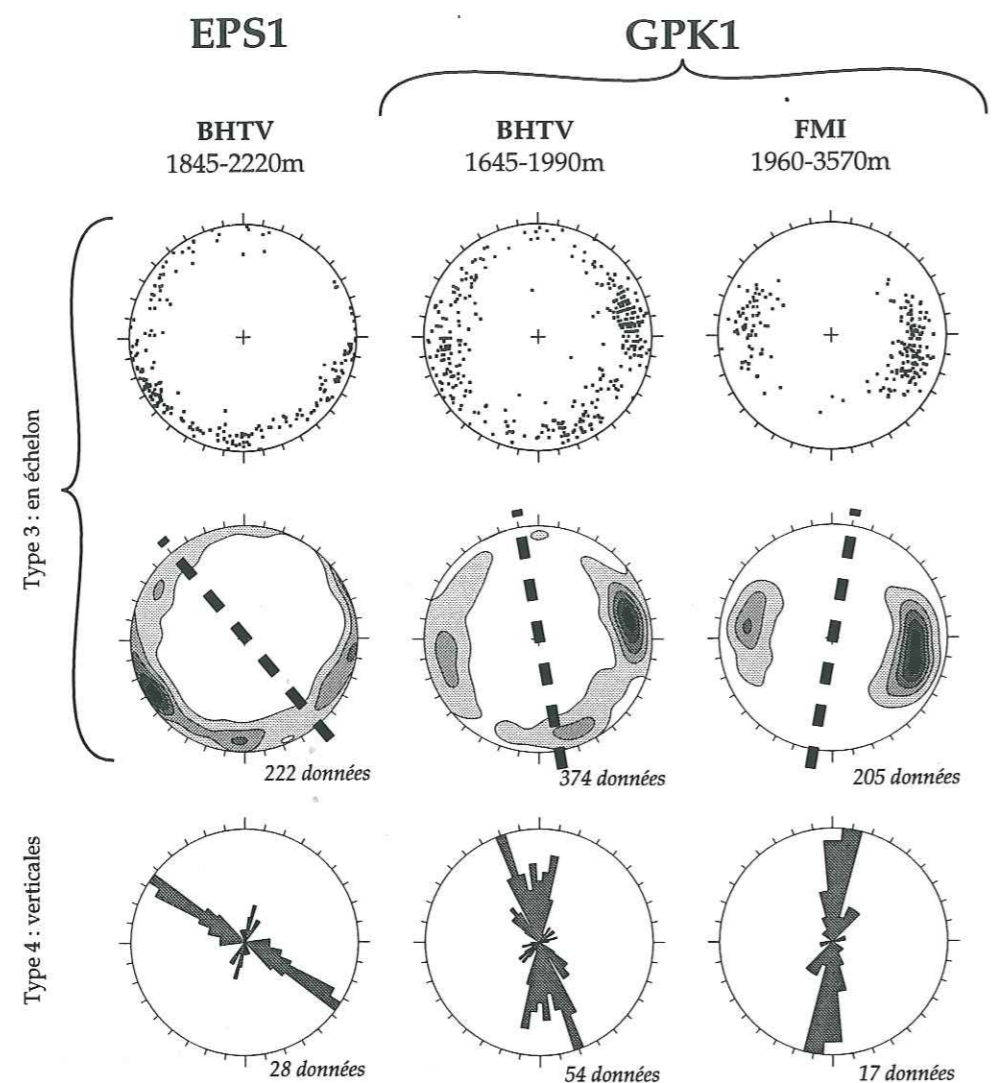 EPS1
GPK1
BHTV
1845-2220m
BHTV
1645-1990m
FMI
1960-3570m
Type 3 : en échelon
222 données
374 données
205 données
Type 4 : verticales
28 données
54 données
17 données